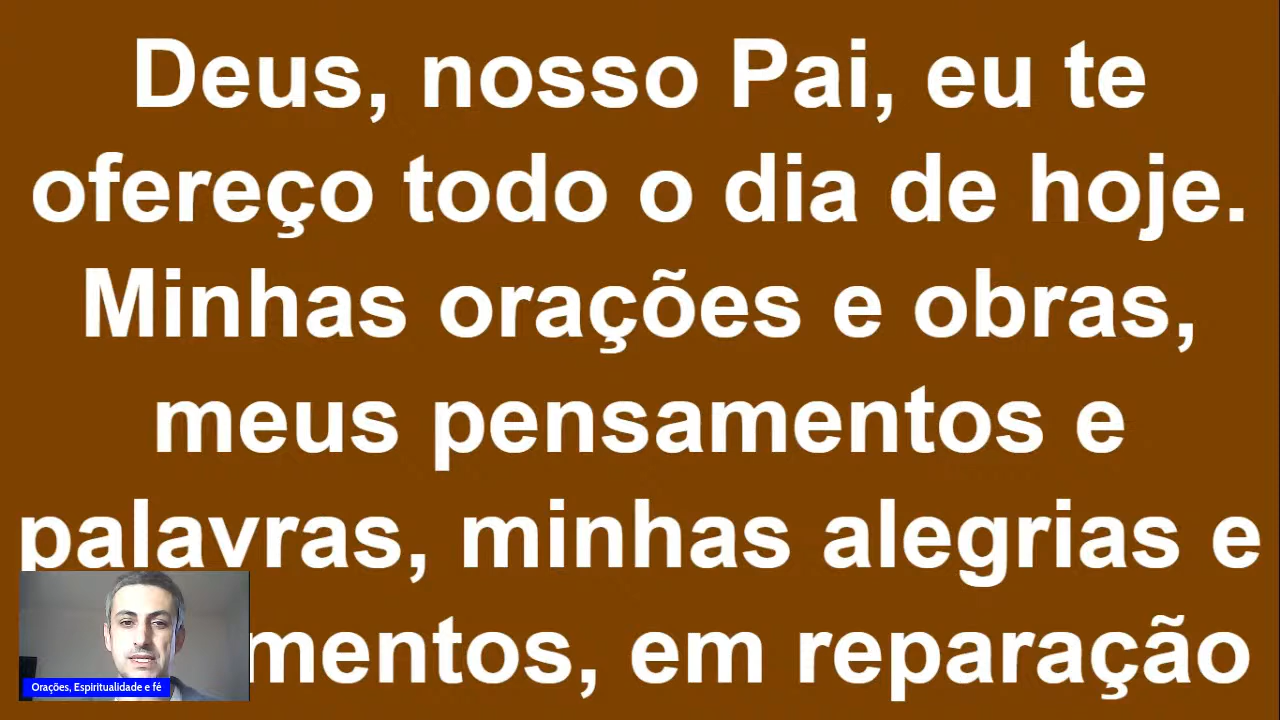 Deus, nosso Pai, eu te
ofereço todo o dia de hoje.
Minhas orações e obras,
meus pensamentos e
palavras, minhas alegrias e
mentos, em reparação
Orações, Espiritualidade e fé